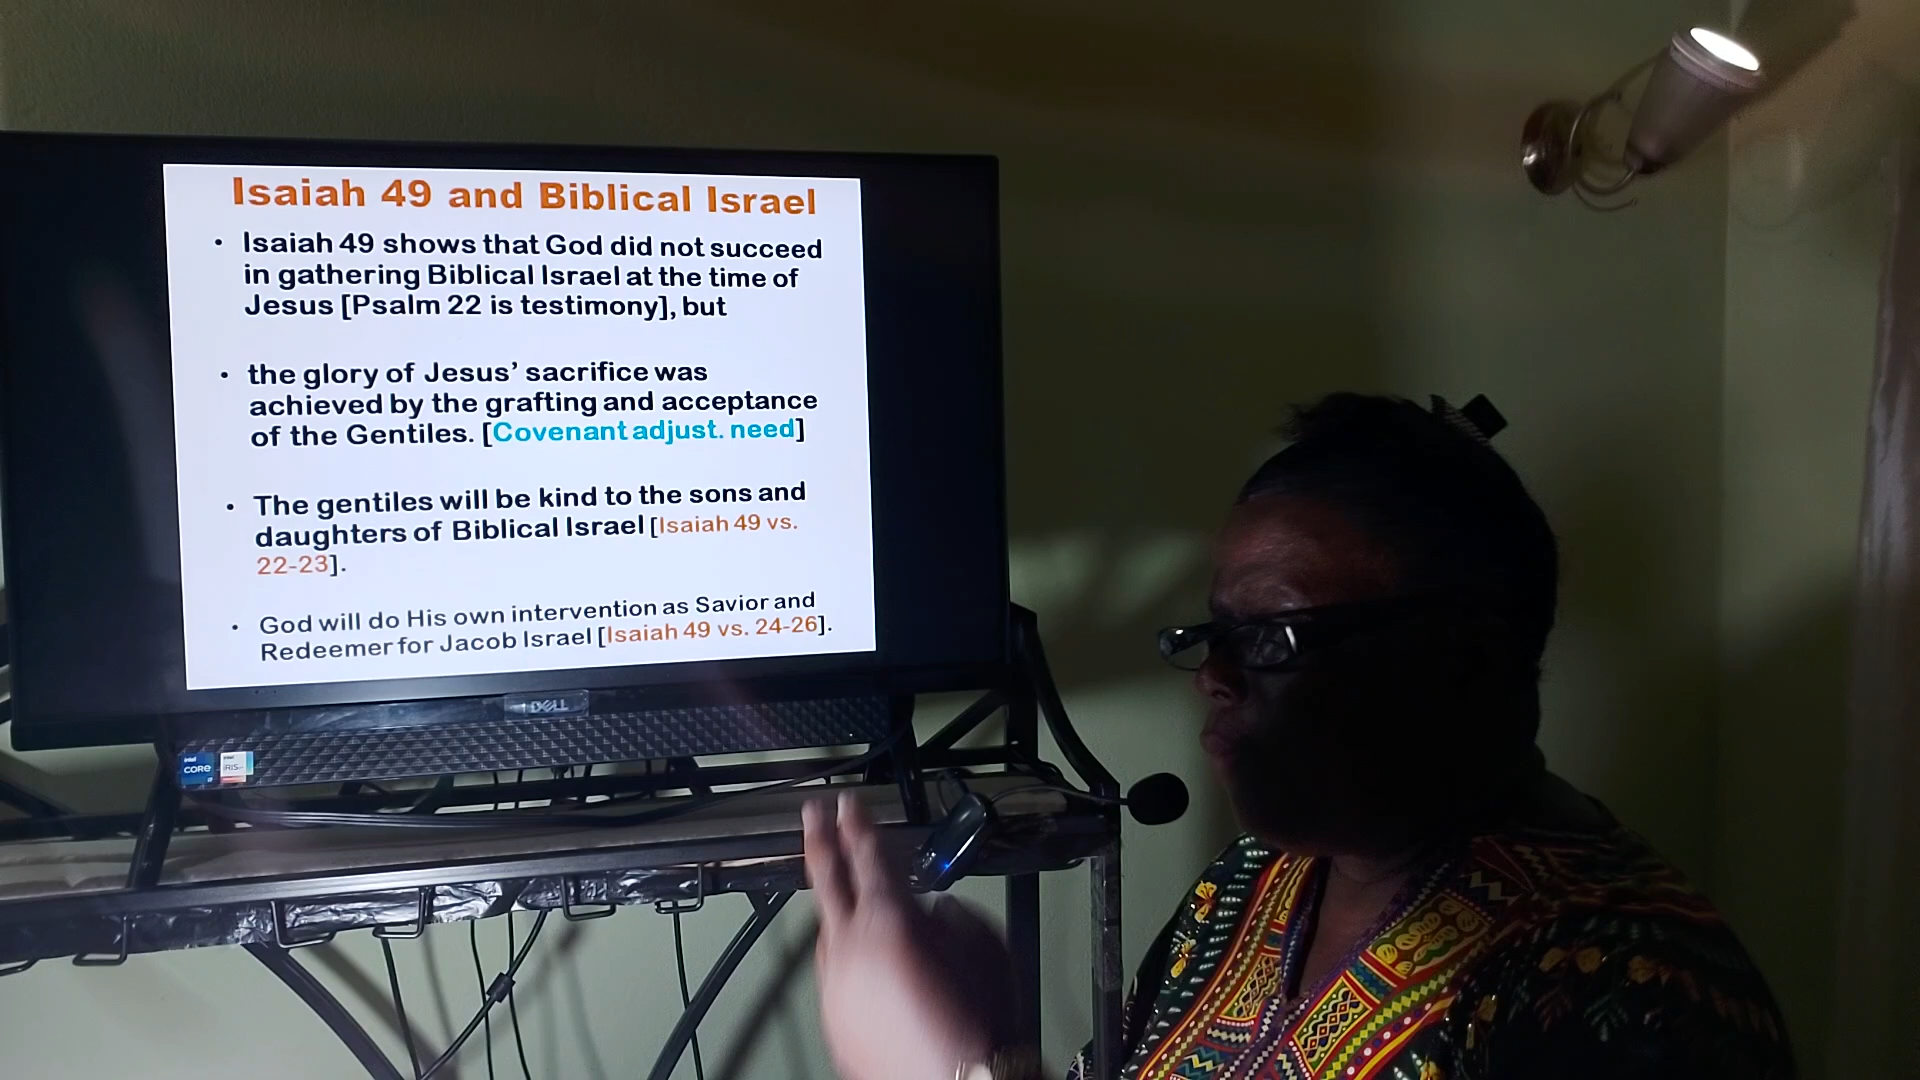 Isaiah 49 and Biblical Israel
• Isaiah 49 shows that God did not succeed
in gathering Biblical Israel at the time of
Jesus [Psalm 22 is testimony], but
• the glory of Jesus’ sacrifice was
achieved by the grafting and acceptance
of the Gentiles. [Covenant adjust. need]
• The gentiles will be kind to the sons and
daughters of Biblical Israel [Isaiah 49 vs.
22-23].
• God will do His own intervention as Savior and
Redeemer for Jacob Israel [Isaiah 49 vs. 24-26].
DELL
intel
CORE
i7
intel
iRIS